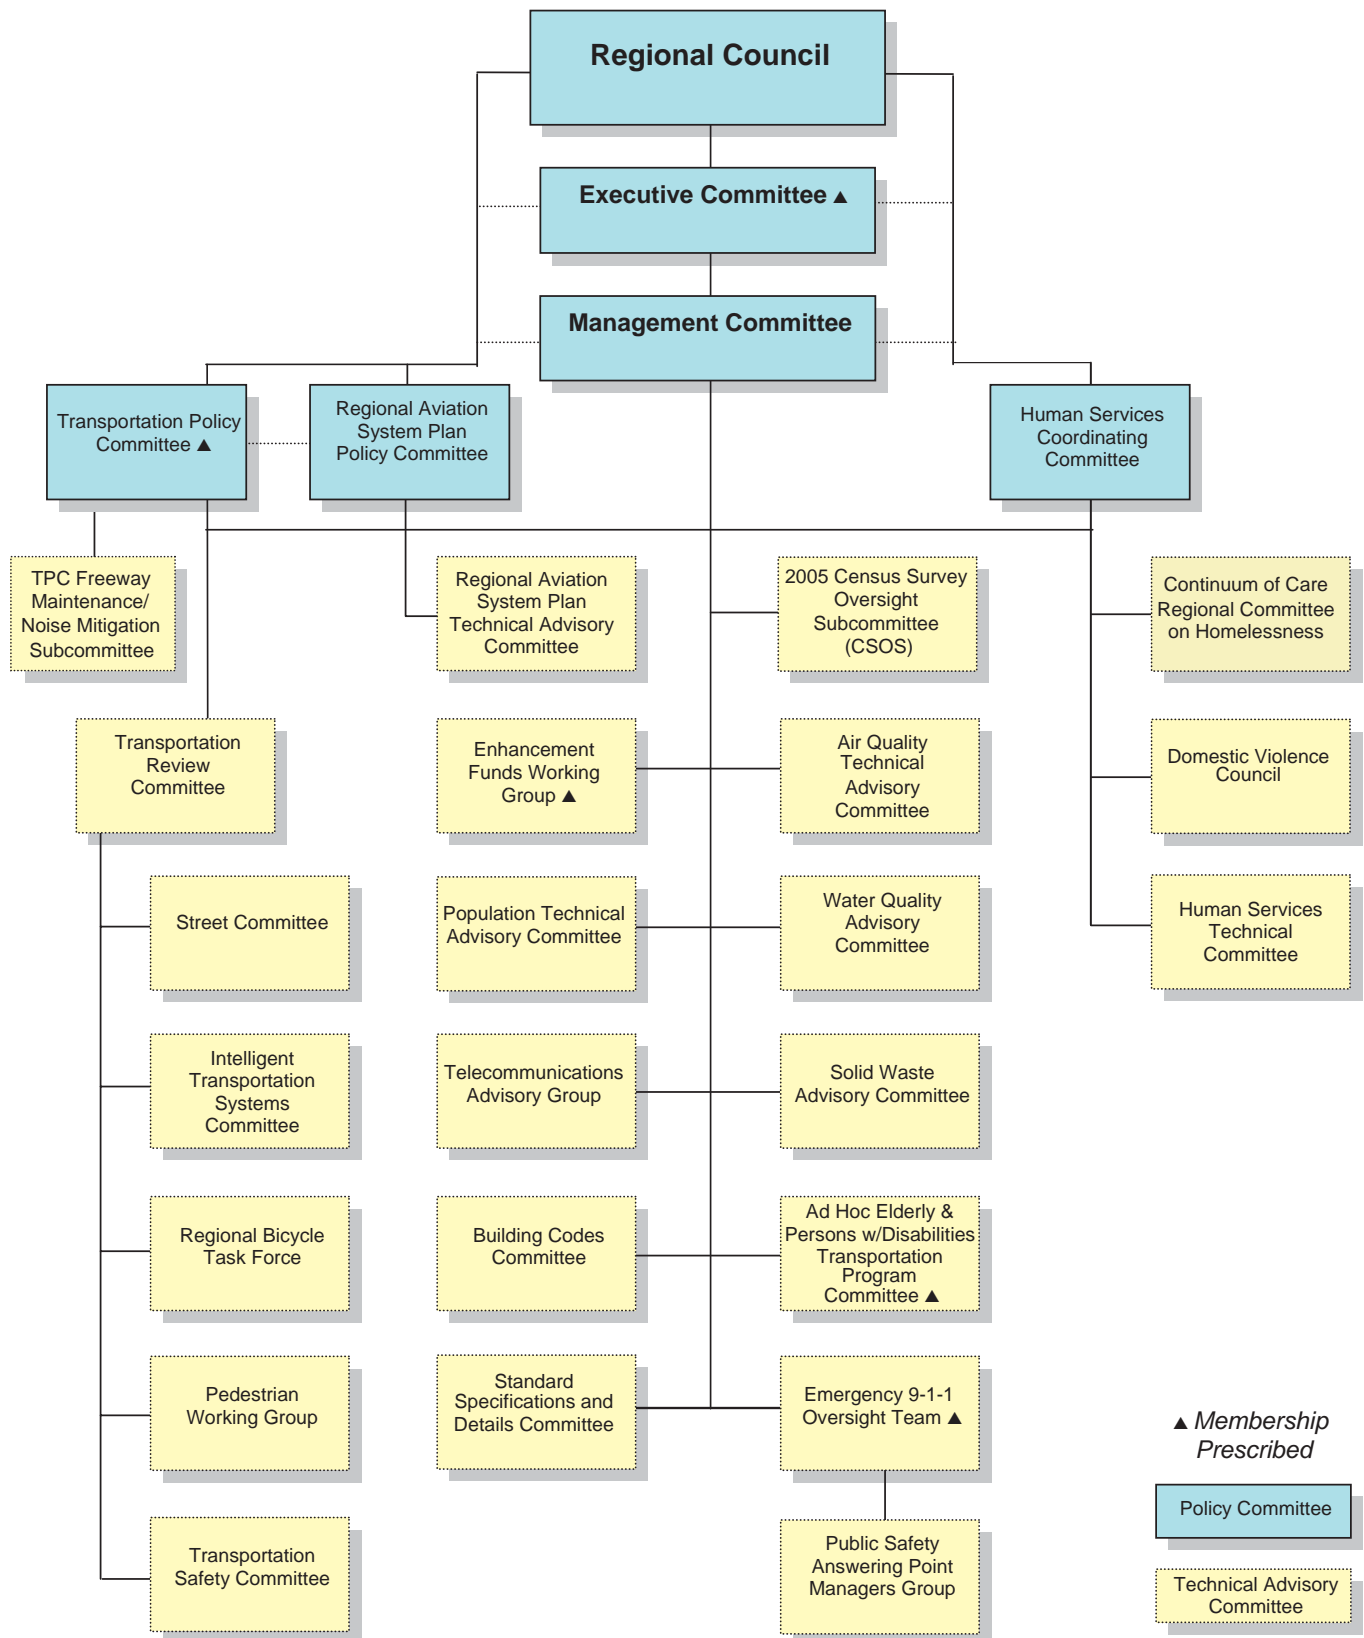 Regional Council
Executive Committee ▲
Management Committee
Transportation Policy
Committee ▲
Regional Aviation
System Plan
Policy Committee
Human Services
Coordinating
Committee
TPC Freeway
Maintenance/
Noise Mitigation
Subcommittee
Regional Aviation
System Plan
Technical Advisory
Committee
2005 Census Survey
Oversight
Subcommittee
(CSOS)
Continuum of Care
Regional Committee
on Homelessness
Transportation
Review
Committee
Enhancement
Funds Working
Group ▲
Air Quality
Technical
Advisory
Committee
Domestic Violence
Council
Street Committee
Population Technical
Advisory Committee
Water Quality
Advisory
Committee
Human Services
Technical
Committee
Intelligent
Transportation
Systems
Committee
Telecommunications
Advisory Group
Solid Waste
Advisory Committee
Regional Bicycle
Task Force
Building Codes
Committee
Ad Hoc Elderly &
Persons w/Disabilities
Transportation
Program
Committee ▲
Pedestrian
Working Group
Standard
Specifications and
Details Committee
Emergency 9-1-1
Oversight Team ▲
▲ Membership
Prescribed
Transportation
Safety Committee
Public Safety
Answering Point
Managers Group
Policy Committee
Technical Advisory
Committee